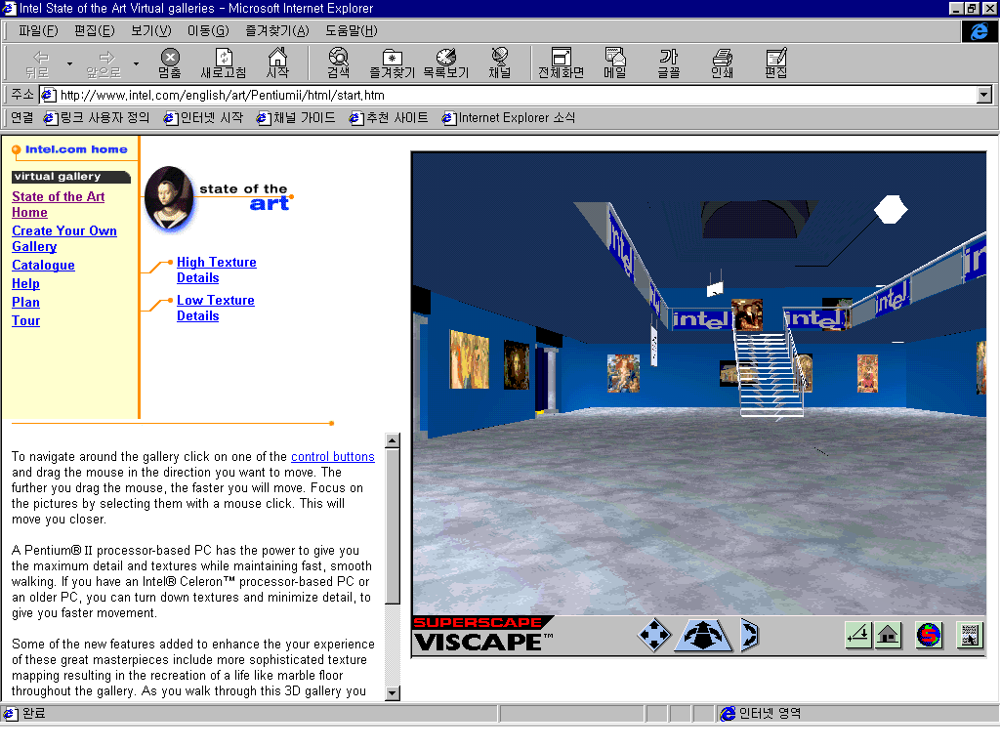 Intel State of the Art Virtual galleries - Microsoft Internet Explorer
파일(F) 편집(E) 보기(V) 이동(G) 즐겨찾기(A) 도움말(H)
뒤로 앞으로 멈춤 새로고침 시작 검색 즐겨찾기 목록보기 채널 전체화면 메일 글꼴 인쇄 편집
주소 http://www.intel.com/english/art/Pentiumii/html/start.htm
연결 링크 사용자 정의 인터넷 시작 채널 가이드 추천 사이트 Internet Explorer 소식
Intel.com home
virtual gallery
State of the Art
Home
Create Your Own
Gallery
Catalogue
Help
Plan
Tour
state of the
art
High Texture
Details
Low Texture
Details
To navigate around the gallery click on one of the control buttons
and drag the mouse in the direction you want to move. The
further you drag the mouse, the faster you will move. Focus on
the pictures by selecting them with a mouse click. This will
move you closer.
A Pentium® II processor-based PC has the power to give you
the maximum detail and textures while maintaining fast, smooth
walking. If you have an Intel® Celeron™ processor-based PC or
an older PC, you can turn down textures and minimize detail, to
give you faster movement.
Some of the new features added to enhance the your experience
of these great masterpieces include more sophisticated texture
mapping resulting in the recreation of a life like marble floor
throughout the gallery. As you walk through this 3D gallery you
intel
intel
intel
intel
int
SUPERSCAPE
VISCAPE™
완료
인터넷 영역